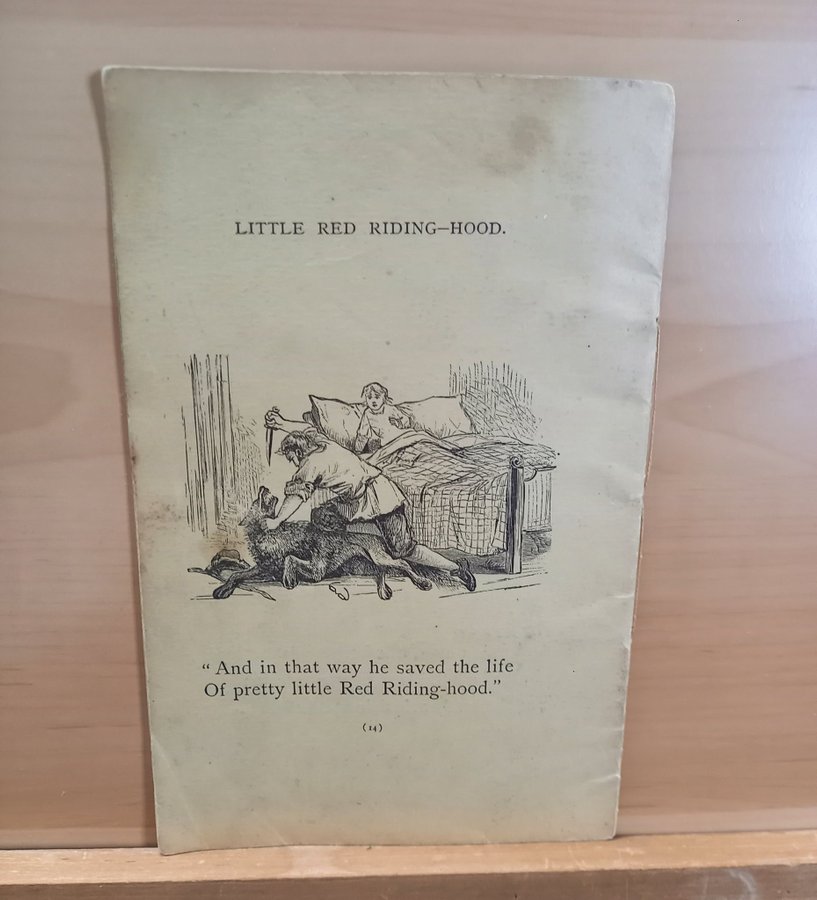 LITTLE RED RIDING–HOOD.
“And in that way he saved the life
Of pretty little Red Riding-hood.”
(14)